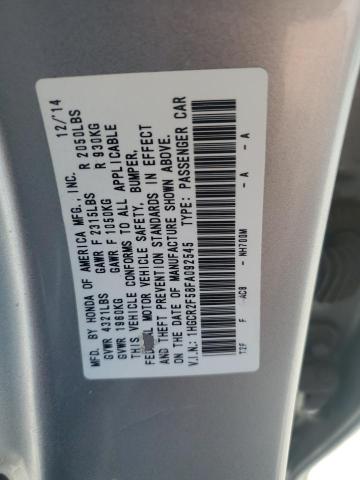 MFD. BY HONDA OF AMERICA MFG., INC. 12/'14
GVWR 4321LBS GAWR F 2315LBS R 2050LBS
GVWR 1960KG GAWR F 1050KG R 930KG
THIS VEHICLE CONFORMS TO ALL APPLICABLE
FEDERAL MOTOR VEHICLE SAFETY, BUMPER,
AND THEFT PREVENTION STANDARDS IN EFFECT
ON THE DATE OF MANUFACTURE SHOWN ABOVE.
V.I.N.: 1HGCR2F58FA092545 TYPE: PASSENGER CAR
T2F F AC8 - NH700M - A - A